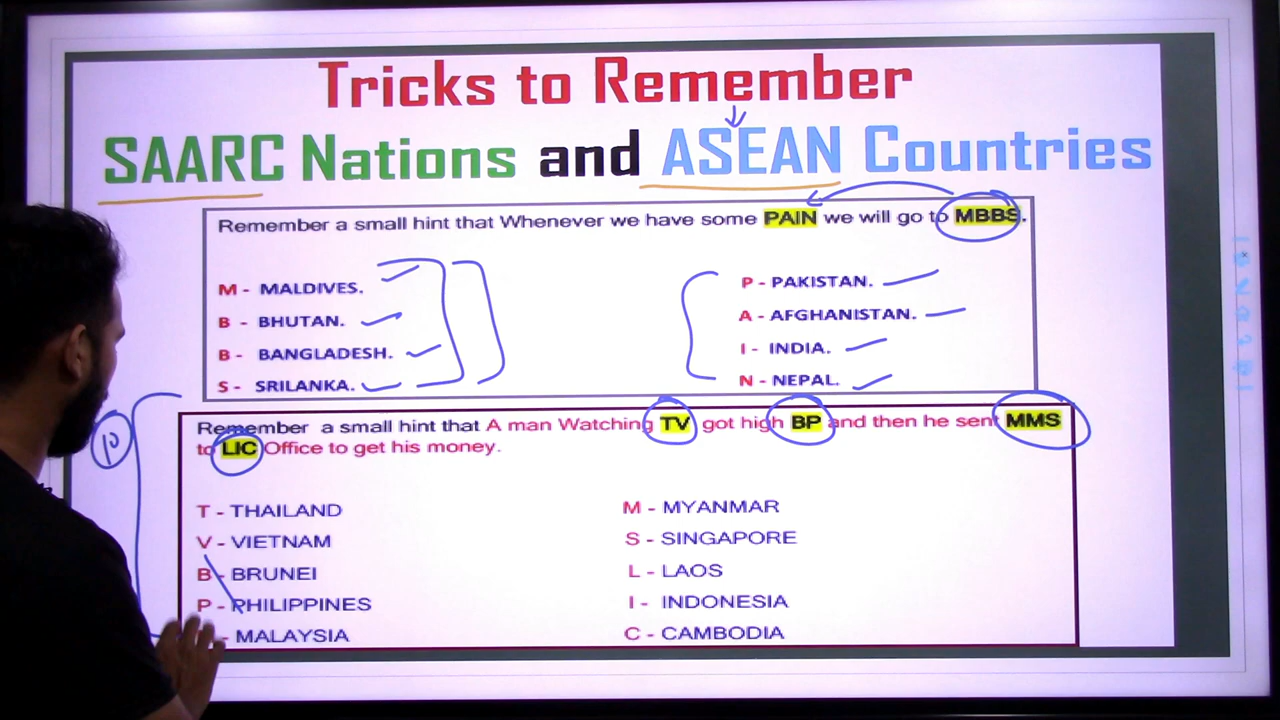 Tricks to Remember
SAARC Nations and ASEAN Countries
Remember a small hint that Whenever we have some PAIN we will go to MBBS.
M - MALDIVES.
B - BHUTAN.
B - BANGLADESH.
S - SRILANKA.
P - PAKISTAN.
A - AFGHANISTAN.
I - INDIA.
N - NEPAL.
10
Remember a small hint that A man Watching TV got high BP and then he sent MMS
to LIC Office to get his money.
T - THAILAND
V - VIETNAM
B - BRUNEI
P - PHILIPPINES
- MALAYSIA
M - MYANMAR
S - SINGAPORE
L - LAOS
I - INDONESIA
C - CAMBODIA